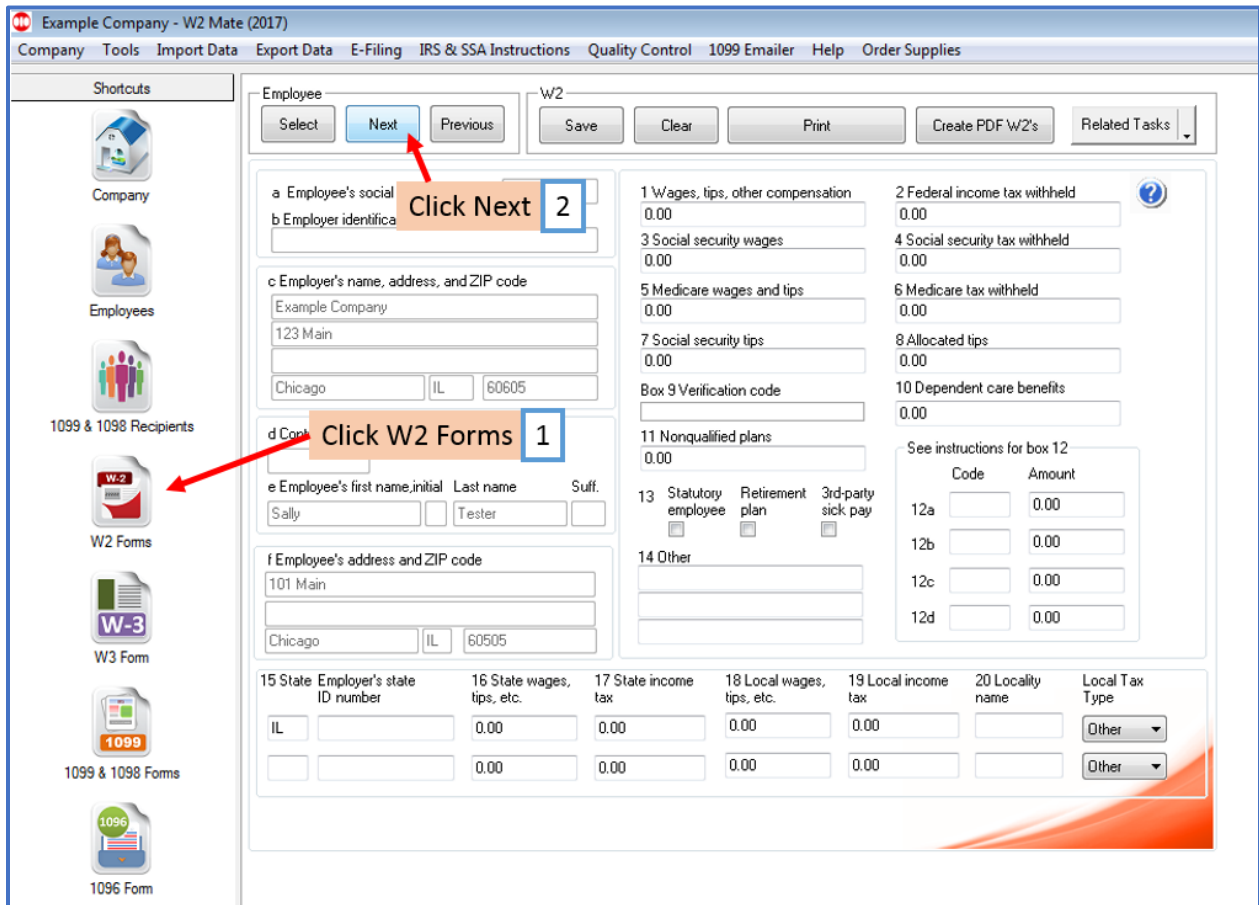 Example Company - W2 Mate (2017)
Company Tools Import Data Export Data E-Filing IRS & SSA Instructions Quality Control 1099 Emailer Help Order Supplies
Shortcuts
Company
Employees
1099 & 1098 Recipients
W-2
W2 Forms
W-3
W3 Form
1099
1099 & 1098 Forms
1096
1096 Form
Employee
Select Next Previous
W2
Save Clear Print Create PDF W2's Related Tasks
Click Next 2
a Employee's social
b Employer identifica
c Employer's name, address, and ZIP code
Example Company
123 Main
Chicago IL 60605
Click W2 Forms 1
d Cont
e Employee's first name,initial Last name Suff.
Sally Tester
f Employee's address and ZIP code
101 Main
Chicago IL 60505
1 Wages, tips, other compensation 2 Federal income tax withheld
0.00 0.00
3 Social security wages 4 Social security tax withheld
0.00 0.00
5 Medicare wages and tips 6 Medicare tax withheld
0.00 0.00
7 Social security tips 8 Allocated tips
0.00 0.00
Box 9 Verification code 10 Dependent care benefits
0.00
11 Nonqualified plans
0.00
See instructions for box 12
Code Amount
12a 0.00
12b 0.00
12c 0.00
12d 0.00
13 Statutory employee Retirement plan 3rd-party sick pay
14 Other
15 State Employer's state ID number 16 State wages, tips, etc. 17 State income tax 18 Local wages, tips, etc. 19 Local income tax 20 Locality name Local Tax Type
IL 0.00 0.00 0.00 0.00 Other
0.00 0.00 0.00 0.00 Other